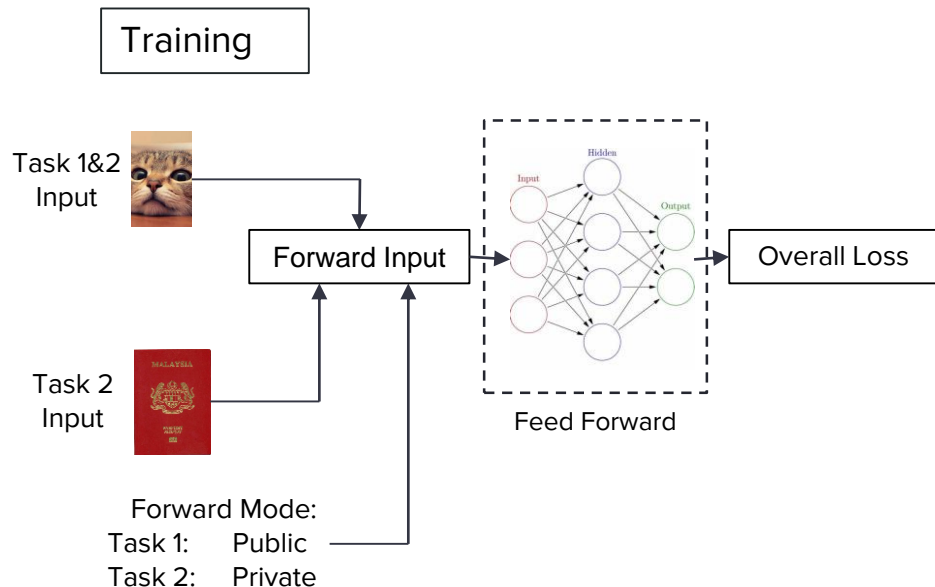 Training
Task 1&2
Input
Forward Input
Input
Hidden
Output
Overall Loss
Feed Forward
MALAYSIA
Task 2
Input
Forward Mode:
Task 1: Public
Task 2: Private